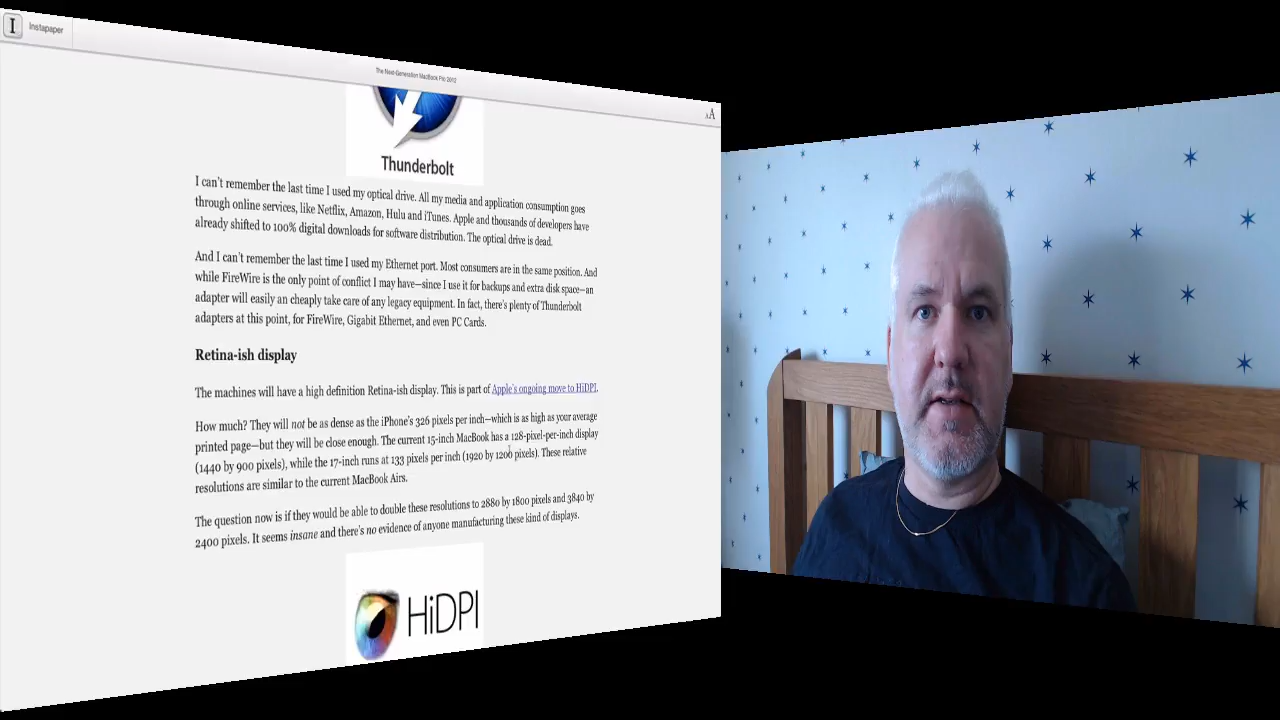 Instapaper
The Next-Generation MacBook Pro 2012
AA
Thunderbolt
I can't remember the last time I used my optical drive. All my media and application consumption goes
through online services, like Netflix, Amazon, Hulu and iTunes. Apple and thousands of developers have
already shifted to 100% digital downloads for software distribution. The optical drive is dead.
And I can't remember the last time I used my Ethernet port. Most consumers are in the same position. And
while FireWire is the only point of conflict I may have—since I use it for backups and extra disk space—an
adapter will easily an cheaply take care of any legacy equipment. In fact, there's plenty of Thunderbolt
adapters at this point, for FireWire, Gigabit Ethernet, and even PC Cards.
Retina-ish display
The machines will have a high definition Retina-ish display. This is part of Apple's ongoing move to HiDPI.
How much? They will not be as dense as the iPhone's 326 pixels per inch—which is as high as your average
printed page—but they will be close enough. The current 15-inch MacBook has a 128-pixel-per-inch display
(1440 by 900 pixels), while the 17-inch runs at 133 pixels per inch (1920 by 1200 pixels). These relative
resolutions are similar to the current MacBook Airs.
The question now is if they would be able to double these resolutions to 2880 by 1800 pixels and 3840 by
2400 pixels. It seems insane and there's no evidence of anyone manufacturing these kind of displays.
HiDPI